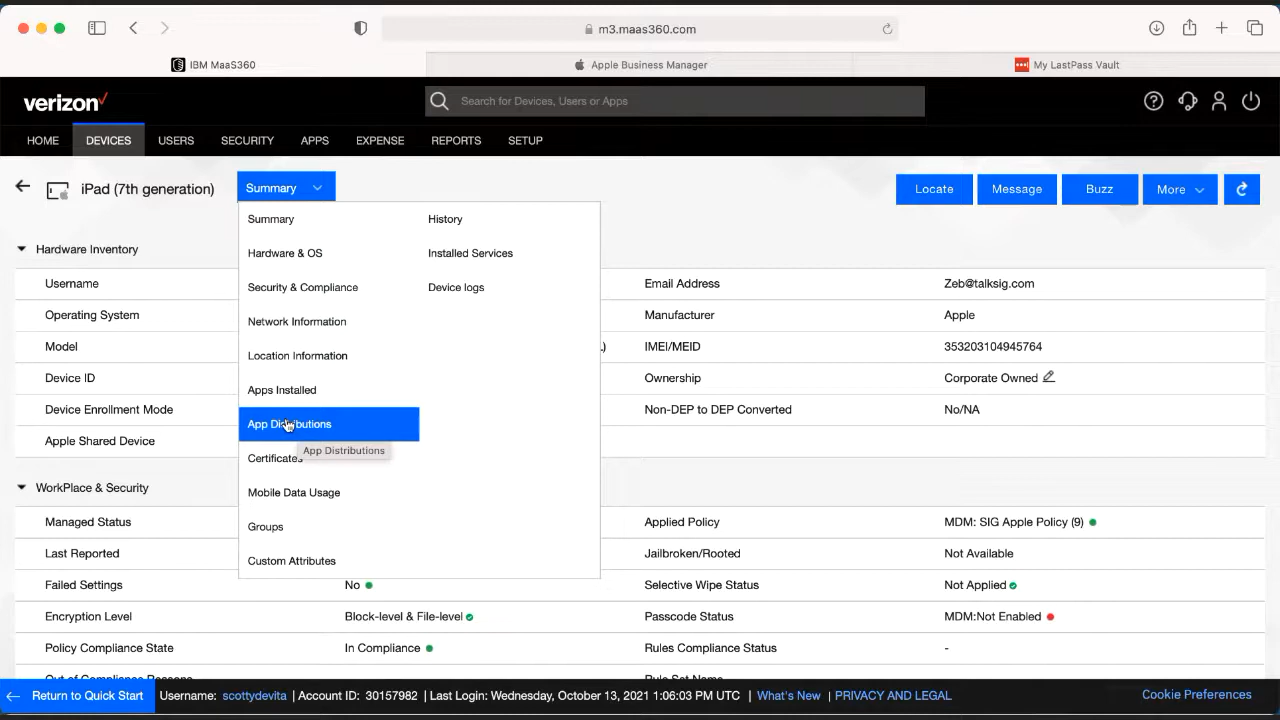 m3.maas360.com
IBM MaaS360
Apple Business Manager
My LastPass Vault
verizon
Search for Devices, Users or Apps
HOME DEVICES USERS SECURITY APPS EXPENSE REPORTS SETUP
iPad (7th generation)
Summary
Locate Message Buzz More
Summary
History
Hardware & OS
Installed Services
Security & Compliance
Device logs
Network Information
Location Information
Apps Installed
App Distributions
App Distributions
Certificates
Mobile Data Usage
Groups
Custom Attributes
Hardware Inventory
Username
Email Address Zeb@talksig.com
Operating System
Manufacturer Apple
Model
.) IMEI/MEID 353203104945764
Device ID
Ownership Corporate Owned
Device Enrollment Mode
Non-DEP to DEP Converted No/NA
Apple Shared Device
WorkPlace & Security
Managed Status
Applied Policy MDM: SIG Apple Policy (9)
Last Reported
Jailbroken/Rooted Not Available
Failed Settings No
Selective Wipe Status Not Applied
Encryption Level Block-level & File-level
Passcode Status MDM:Not Enabled
Policy Compliance State In Compliance
Rules Compliance Status -
Out of Compliance Reasons
Rule Set Name
Return to Quick Start Username: scottydevita | Account ID: 30157982 | Last Login: Wednesday, October 13, 2021 1:06:03 PM UTC | What's New | PRIVACY AND LEGAL
Cookie Preferences